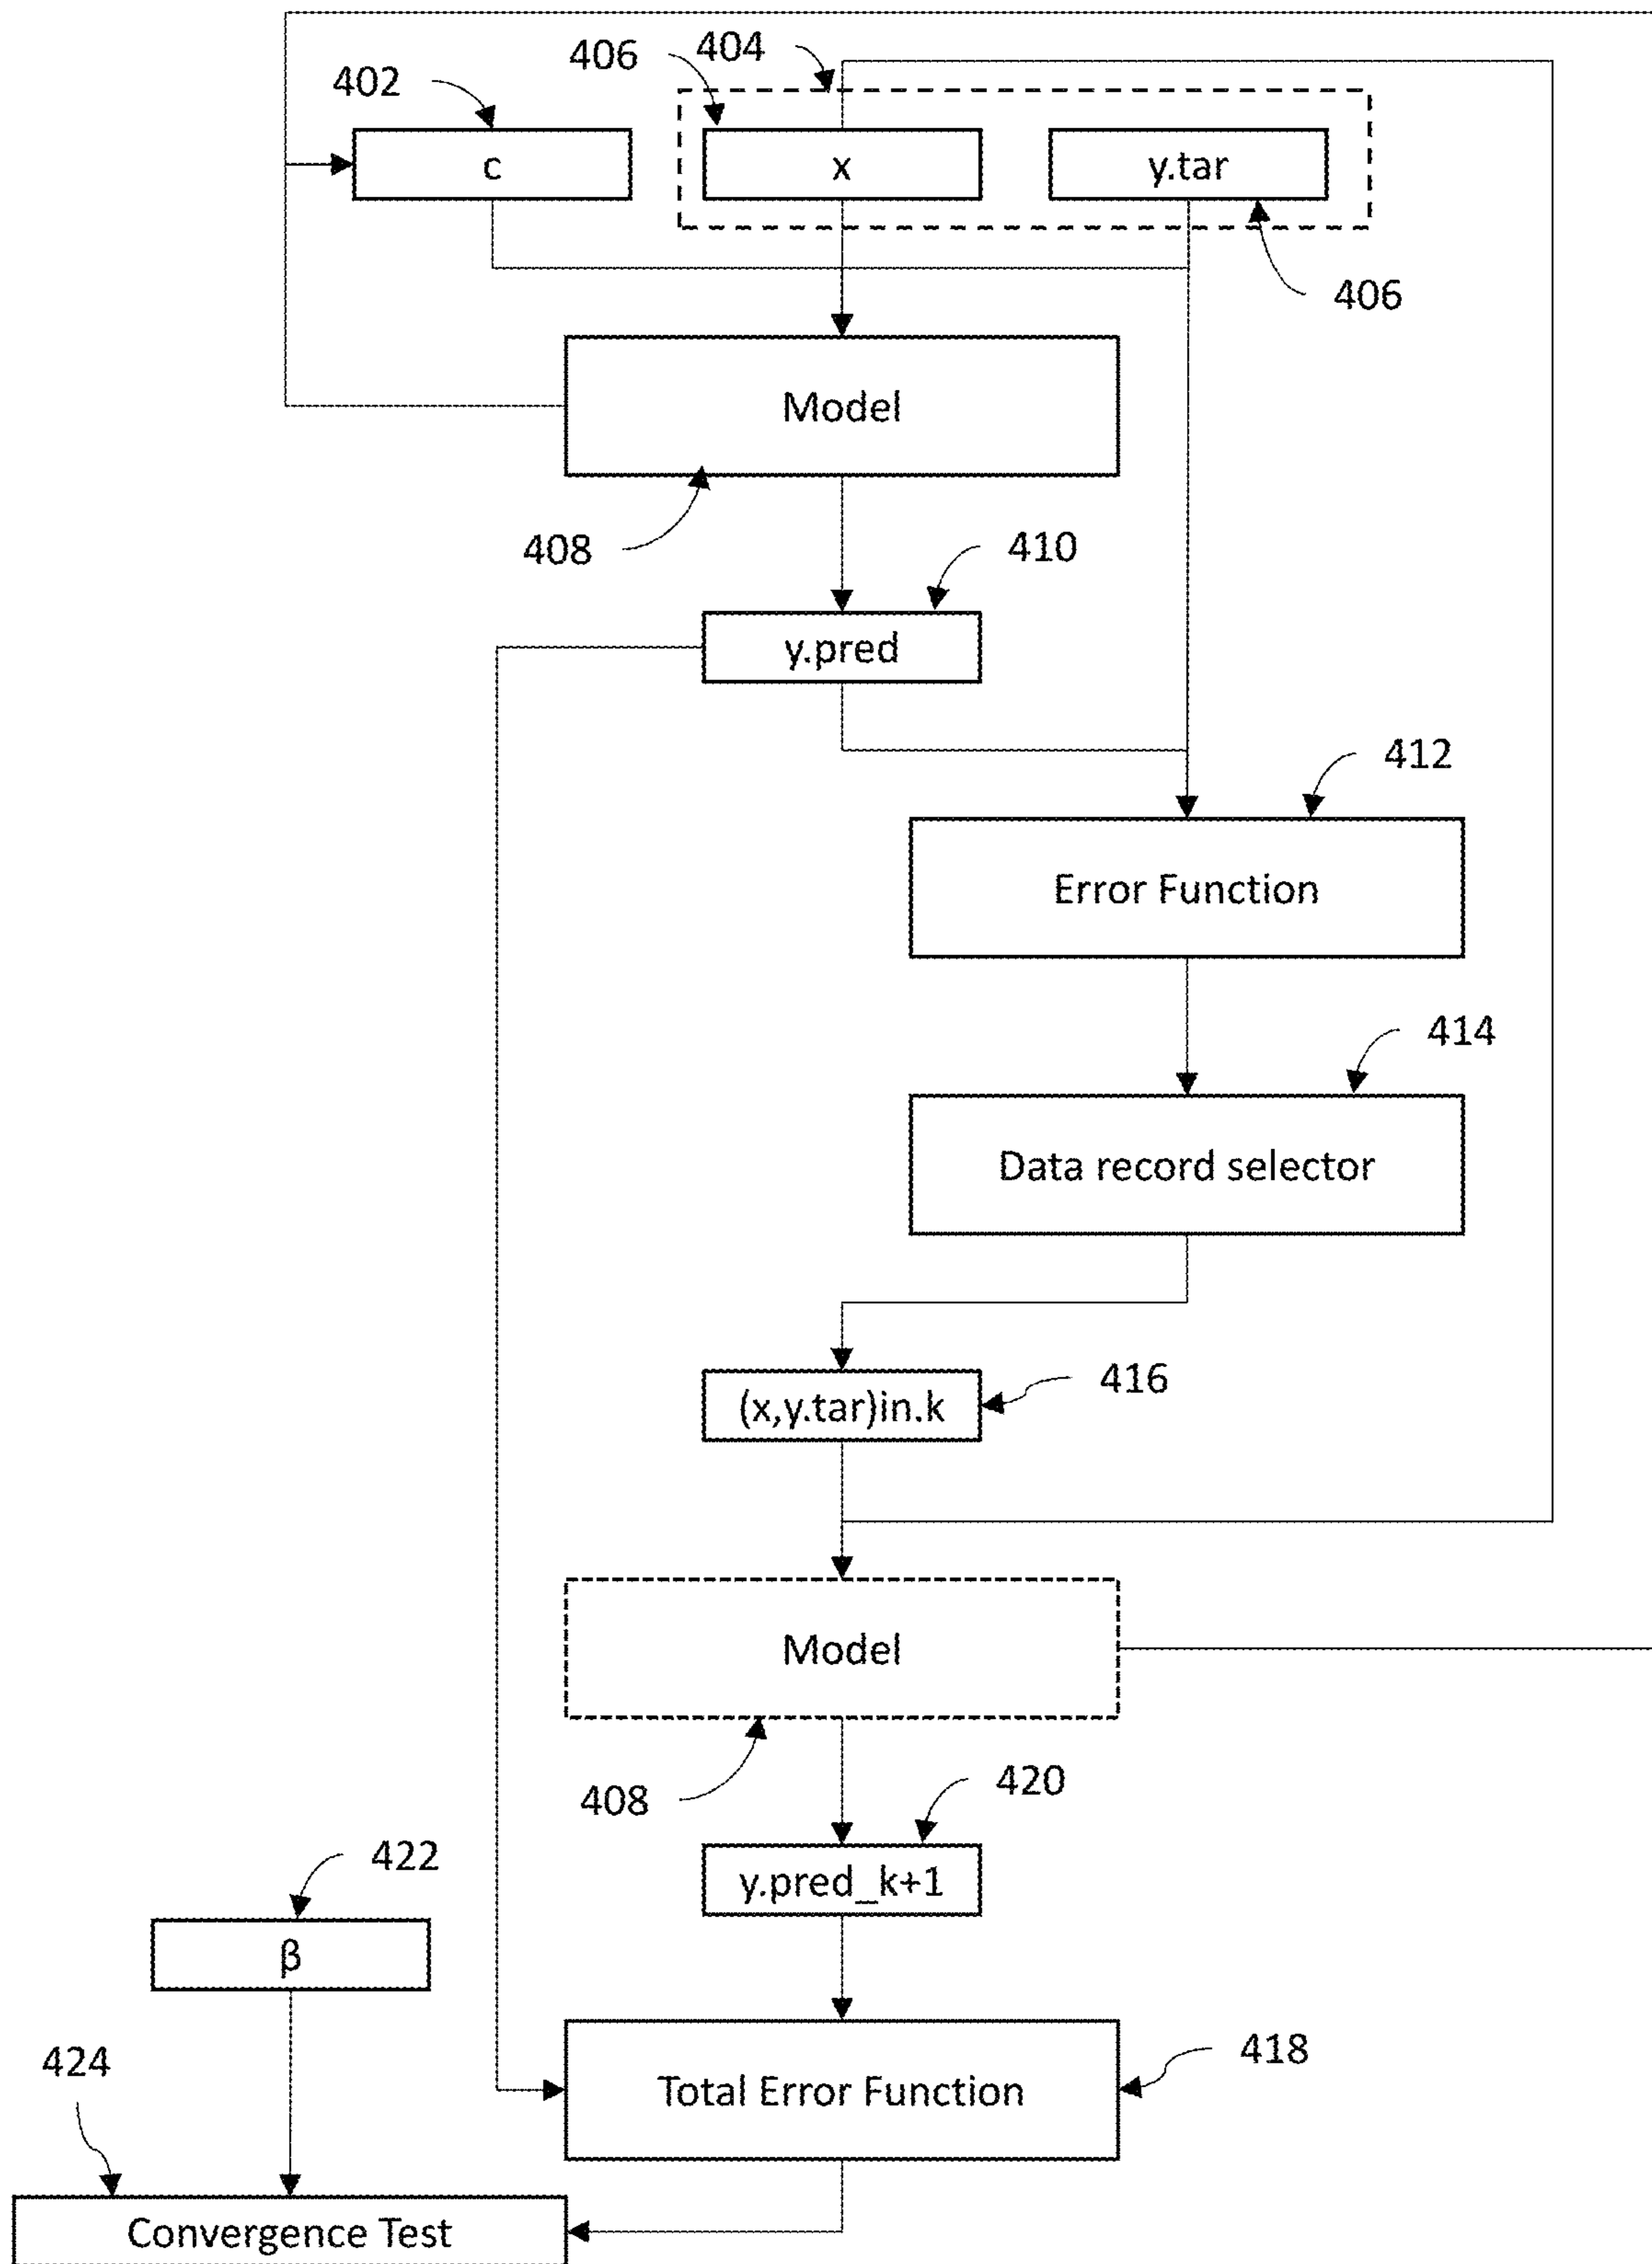 406 404
402
c
x
y.tar
406
Model
408
410
y.pred
412
Error Function
414
Data record selector
416
(x,y.tar)in.k
Model
408
420
y.pred_k+1
422
β
418
424
Total Error Function
Convergence Test